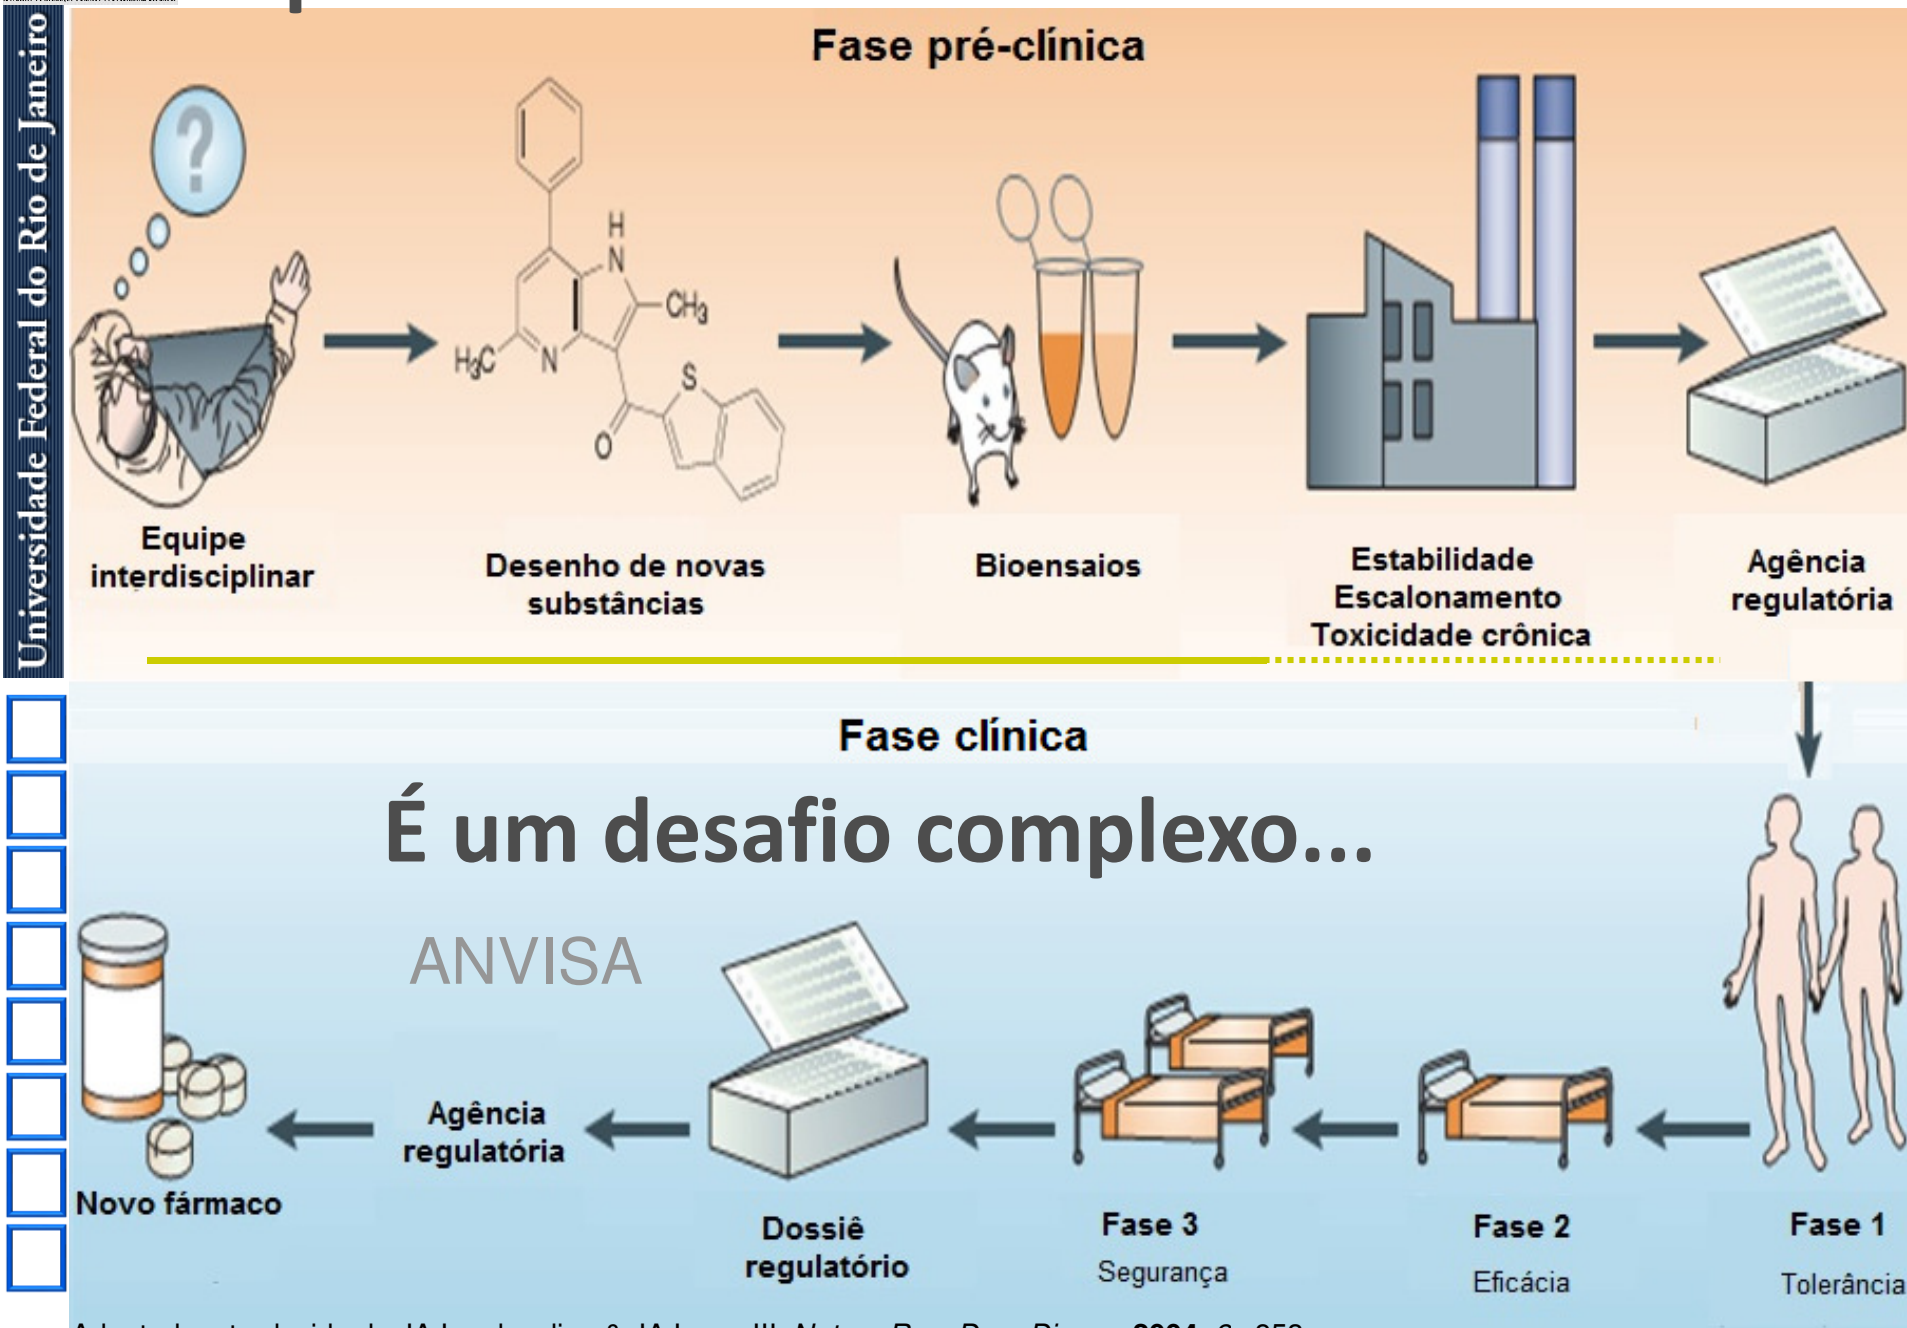 Universidade Federal do Rio de Janeiro
Fase pré-clínica
?
H
N
CH₃
H₃C
N
S
O
Equipe
interdisciplinar
Desenho de novas
substâncias
Bioensaios
Estabilidade
Escalonamento
Toxicidade crônica
Agência
regulatória
Fase clínica
É um desafio complexo...
ANVISA
Agência
regulatória
Novo fármaco
Dossiê
regulatório
Fase 3
Segurança
Fase 2
Eficácia
Fase 1
Tolerância